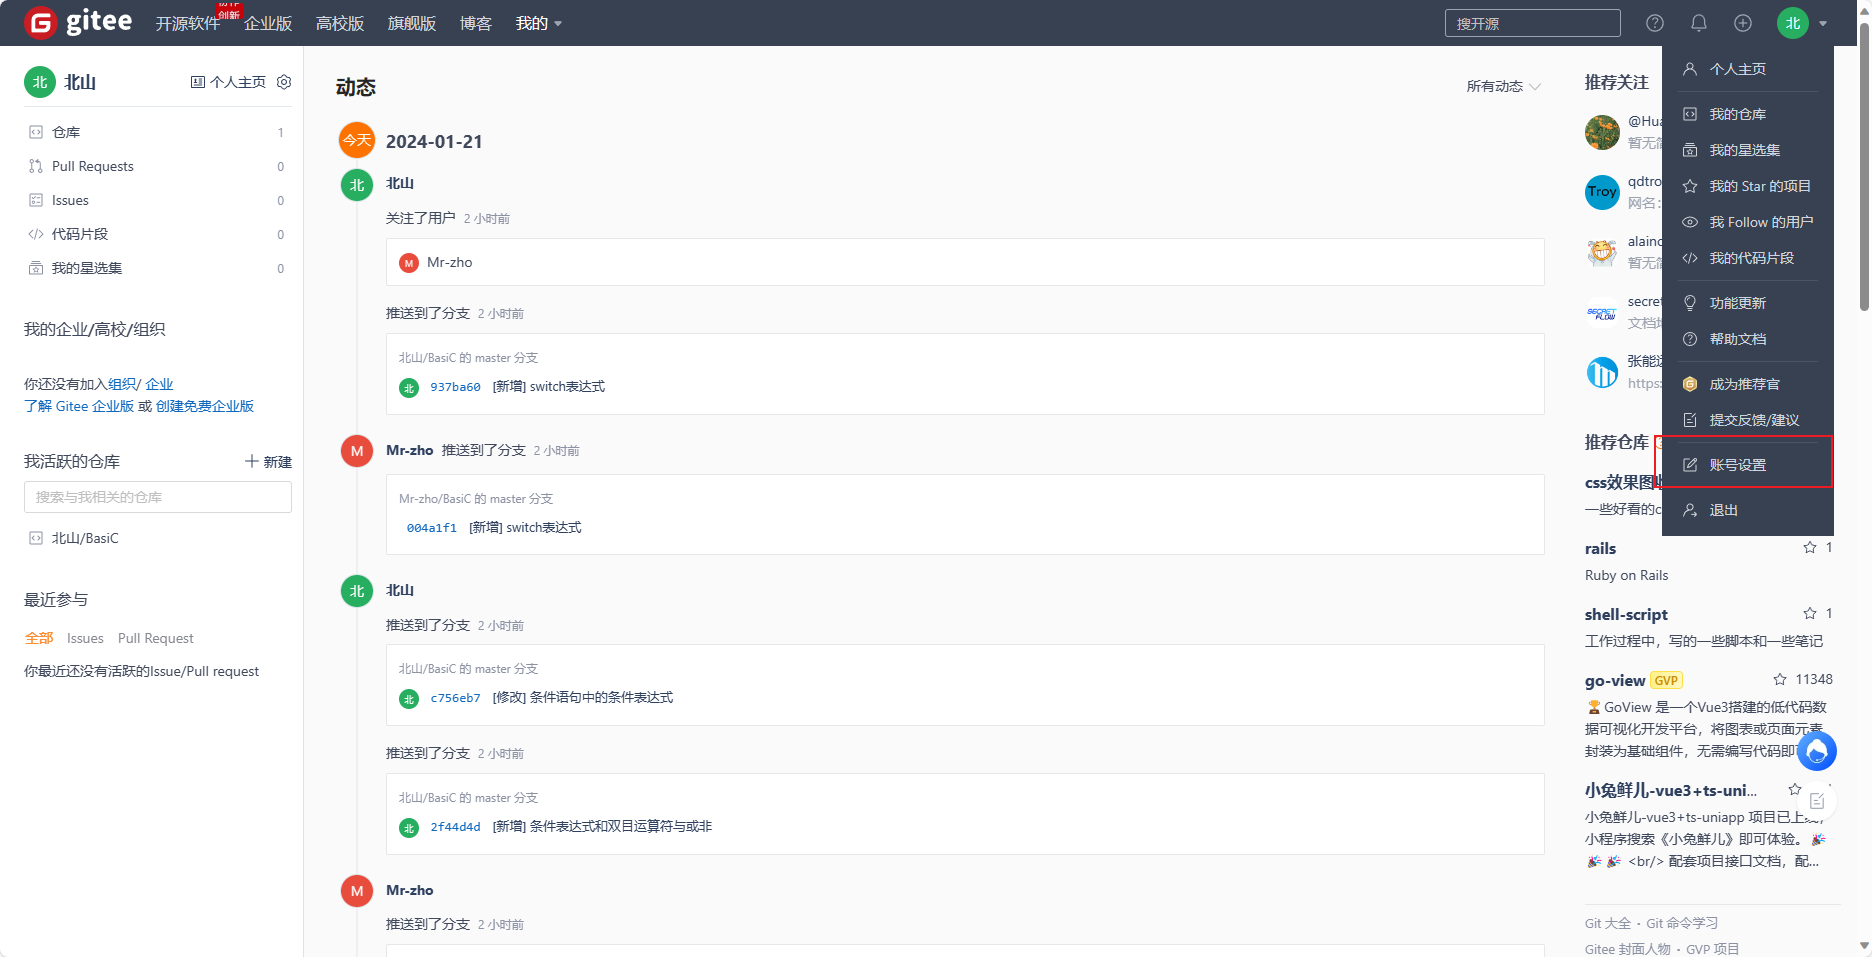 gitee
开源软件
创新
企业版
高校版
旗舰版
博客
我的
搜开源
北
北
北山
个人主页
仓库 1
Pull Requests 0
Issues 0
代码片段 0
我的星选集 0
我的企业/高校/组织
你还没有加入组织/ 企业
了解 Gitee 企业版 或 创建免费企业版
我活跃的仓库
新建
搜索与我相关的仓库
北山/BasiC
最近参与
全部 Issues Pull Request
你最近还没有活跃的Issue/Pull request
动态
所有动态
今天 2024-01-21
北 北山
关注了用户 2 小时前
M Mr-zho
推送到了分支 2 小时前
北山/BasiC 的 master 分支
北 937ba60 [新增] switch表达式
M Mr-zho 推送到了分支 2 小时前
Mr-zho/BasiC 的 master 分支
004a1f1 [新增] switch表达式
北 北山
推送到了分支 2 小时前
北山/BasiC 的 master 分支
北 c756eb7 [修改] 条件语句中的条件表达式
推送到了分支 2 小时前
北山/BasiC 的 master 分支
北 2f44d4d [新增] 条件表达式和双目运算符与或非
M Mr-zho
推送到了分支 2 小时前
推荐关注
@Hua
暂无简
Troy
qdtro
网名:
alainc
暂无简
SECRET FLOW
secret
文档地
张能
https:
推荐仓库
css效果图
一些好看的c
rails 1
Ruby on Rails
shell-script 1
工作过程中，写的一些脚本和一些笔记
go-view GVP 11348
GoView 是一个Vue3搭建的低代码数
据可视化开发平台，将图表或页面元素
封装为基础组件，无需编写代码即
小兔鲜儿-vue3+ts-uni...
小兔鲜儿-vue3+ts-uniapp 项目已上线，
小程序搜索《小兔鲜儿》即可体验。
<br/> 配套项目接口文档，配...
Git 大全 · Git 命令学习
Gitee 封面人物 · GVP 项目
个人主页
我的仓库
我的星选集
我的 Star 的项目
我 Follow 的用户
我的代码片段
功能更新
帮助文档
成为推荐官
提交反馈/建议
账号设置
退出